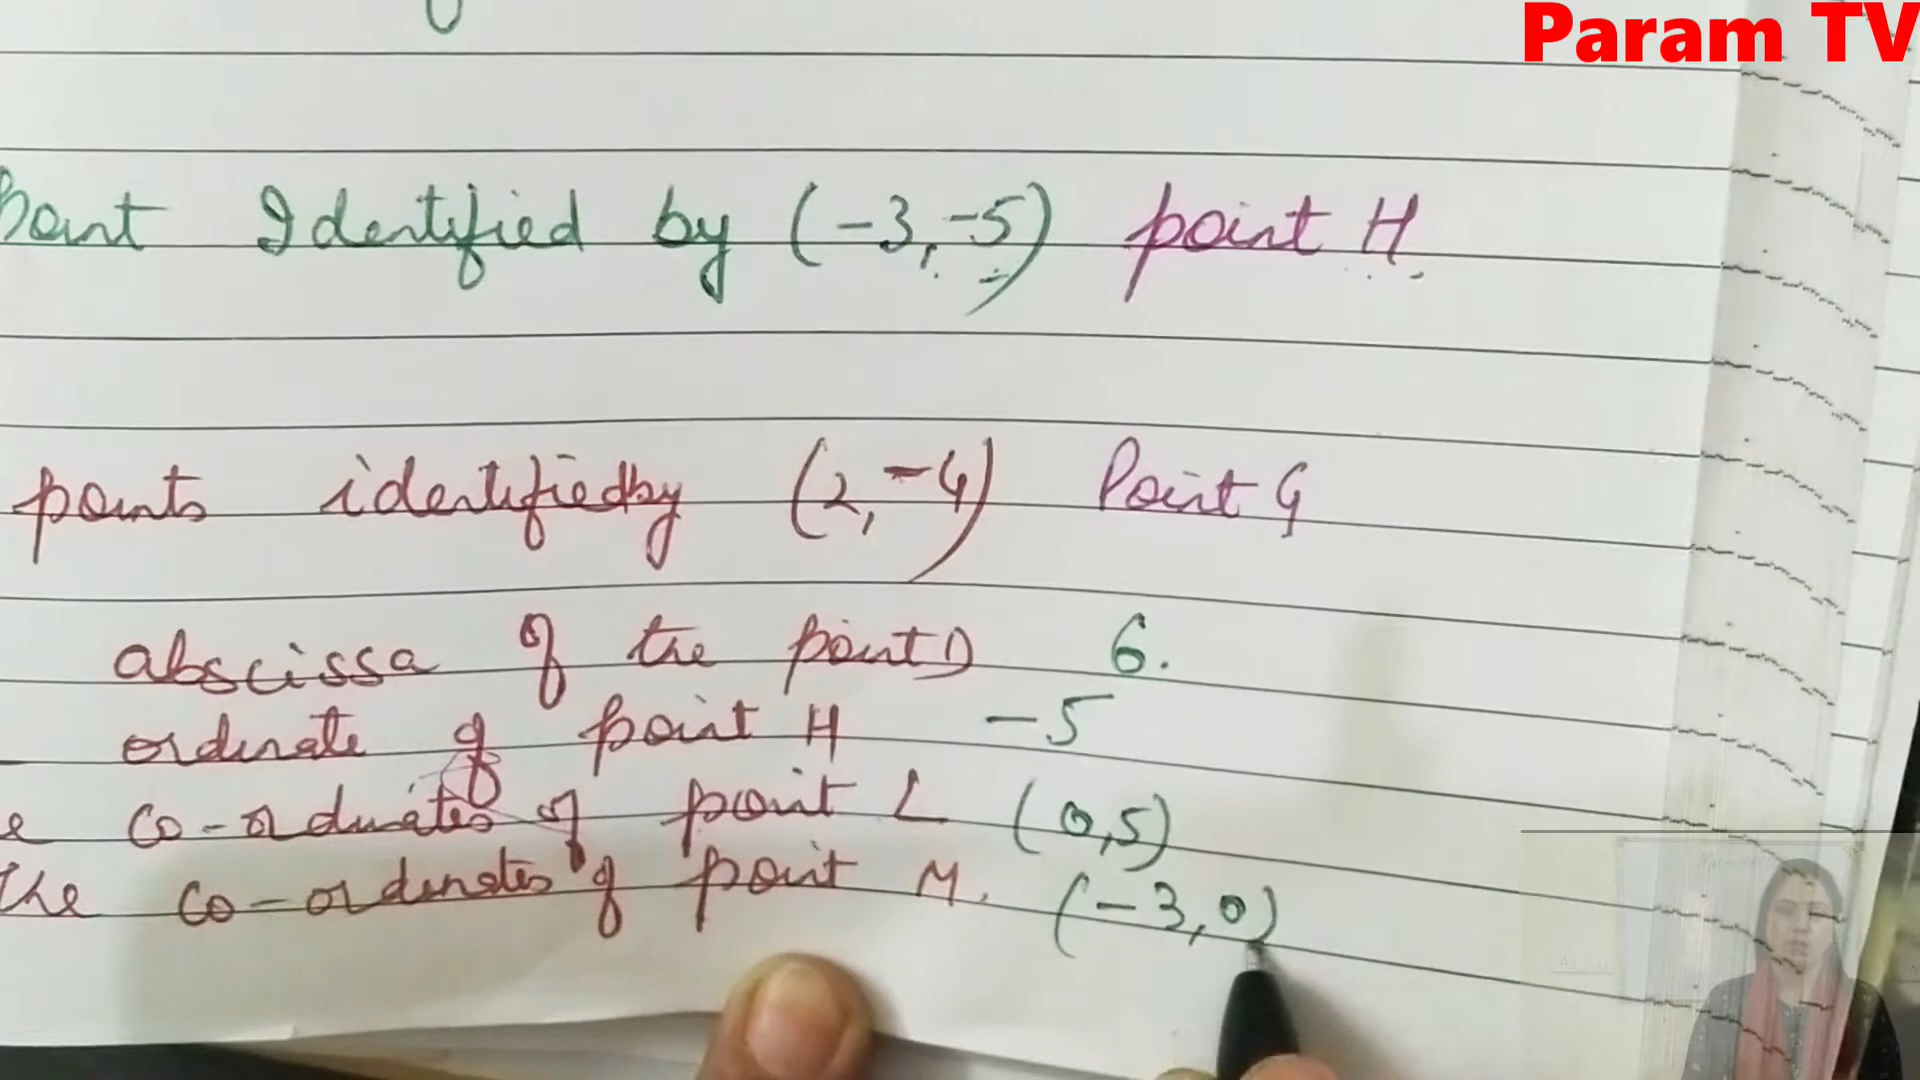 Param TV
Point Identified by (-3,-5) point H.
points identified by (2,-4) Point G
abscissa of the point D 6.
ordinate of point H -5
e co-ordinates of point L (0,5)
the co-ordinates of point M. (-3,0)